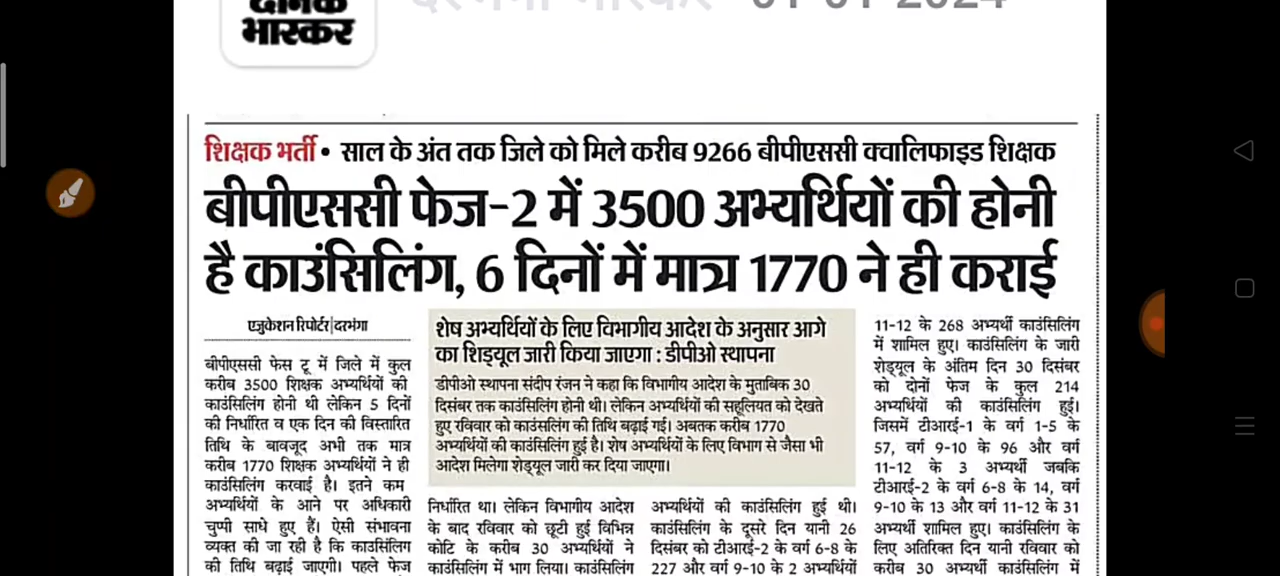 दैनिक
भास्कर
01-01-2024
शिक्षक भर्ती • साल के अंत तक जिले को मिले करीब 9266 बीपीएससी क्वालिफाइड शिक्षक
बीपीएससी फेज-2 में 3500 अभ्यर्थियों की होनी
है काउंसिलिंग, 6 दिनों में मात्र 1770 ने ही कराई
एजुकेशन रिपोर्टर|दरभंगा
बीपीएससी फेस टू में जिले में कुल
करीब 3500 शिक्षक अभ्यर्थियों की
काउंसिलिंग होनी थी लेकिन 5 दिनों
की निर्धारित व एक दिन की विस्तारित
तिथि के बावजूद अभी तक मात्र
करीब 1770 शिक्षक अभ्यर्थियों ने ही
काउंसिलिंग करवाई है। इतने कम
अभ्यर्थियों के आने पर अधिकारी
चुप्पी साधे हुए हैं। ऐसी संभावना
व्यक्त की जा रही है कि काउसिंलिग
की तिथि बढ़ाई जाएगी। पहले फेज
शेष अभ्यर्थियों के लिए विभागीय आदेश के अनुसार आगे
का शिड्यूल जारी किया जाएगा : डीपीओ स्थापना
डीपीओ स्थापना संदीप रंजन ने कहा कि विभागीय आदेश के मुताबिक 30
दिसंबर तक काउंसिलिंग होनी थी। लेकिन अभ्यर्थियों की सहूलियत को देखते
हुए रविवार को काउंसलिंग की तिथि बढ़ाई गई। अबतक करीब 1770
अभ्यर्थियों की काउंसिलिंग हुई है। शेष अभ्यर्थियों के लिए विभाग से जैसा भी
आदेश मिलेगा शेड्यूल जारी कर दिया जाएगा।
निर्धारित था। लेकिन विभागीय आदेश
के बाद रविवार को छूटी हुई विभिन्न
कोटि के करीब 30 अभ्यर्थियों ने
काउंसिलिंग में भाग लिया। काउंसिलिंग
अभ्यर्थियों की काउंसिलिंग हुई थी।
काउंसिलिंग के दूसरे दिन यानी 26
दिसंबर को टीआरई-2 के वर्ग 6-8 के
227 और वर्ग 9-10 के 2 अभ्यर्थियों
11-12 के 268 अभ्यर्थी काउंसिलिंग
में शामिल हुए। काउंसिलिंग के जारी
शेड्यूल के अंतिम दिन 30 दिसंबर
को दोनों फेज के कुल 214
अभ्यर्थियों की काउंसिलिंग हुई।
जिसमें टीआरई-1 के वर्ग 1-5 के
57, वर्ग 9-10 के 96 और वर्ग
11-12 के 3 अभ्यर्थी जबकि
टीआरई-2 के वर्ग 6-8 के 14, वर्ग
9-10 के 13 और वर्ग 11-12 के 31
अभ्यर्थी शामिल हुए। काउंसिलिंग के
लिए अतिरिक्त दिन यानी रविवार को
करीब 30 अभ्यर्थी काउंसिलिंग में